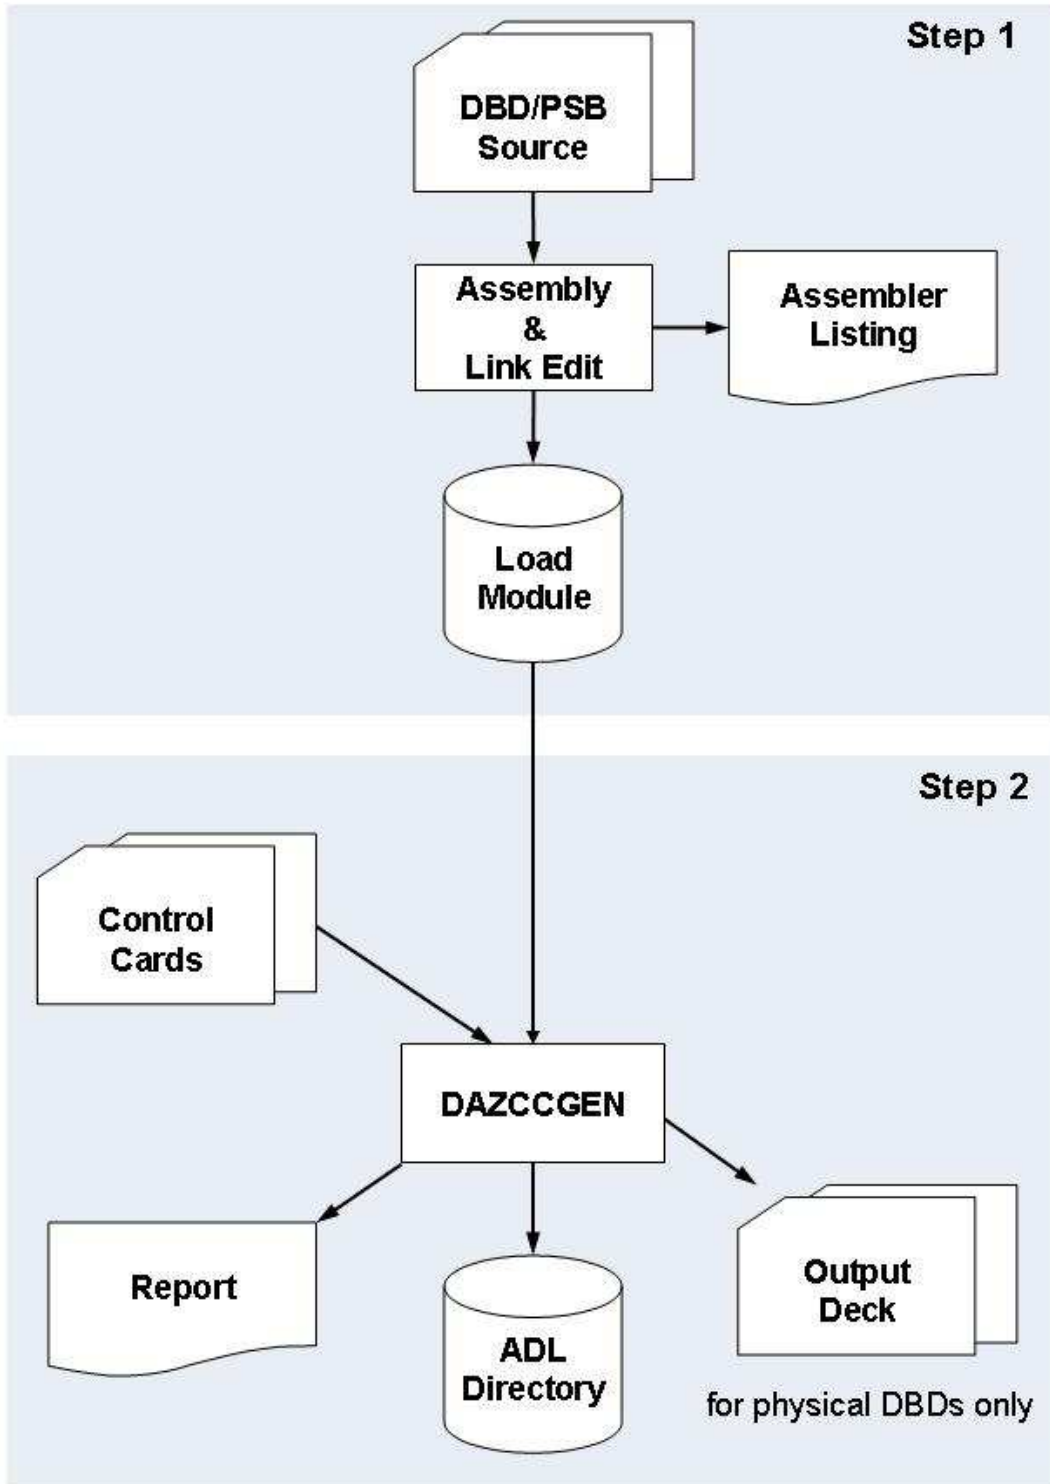 Step 1
DBD/PSB
Source
Assembly
&
Link Edit
Assembler
Listing
Load
Module
Step 2
Control
Cards
DAZCCGEN
Report
ADL
Directory
Output
Deck
for physical DBDs only